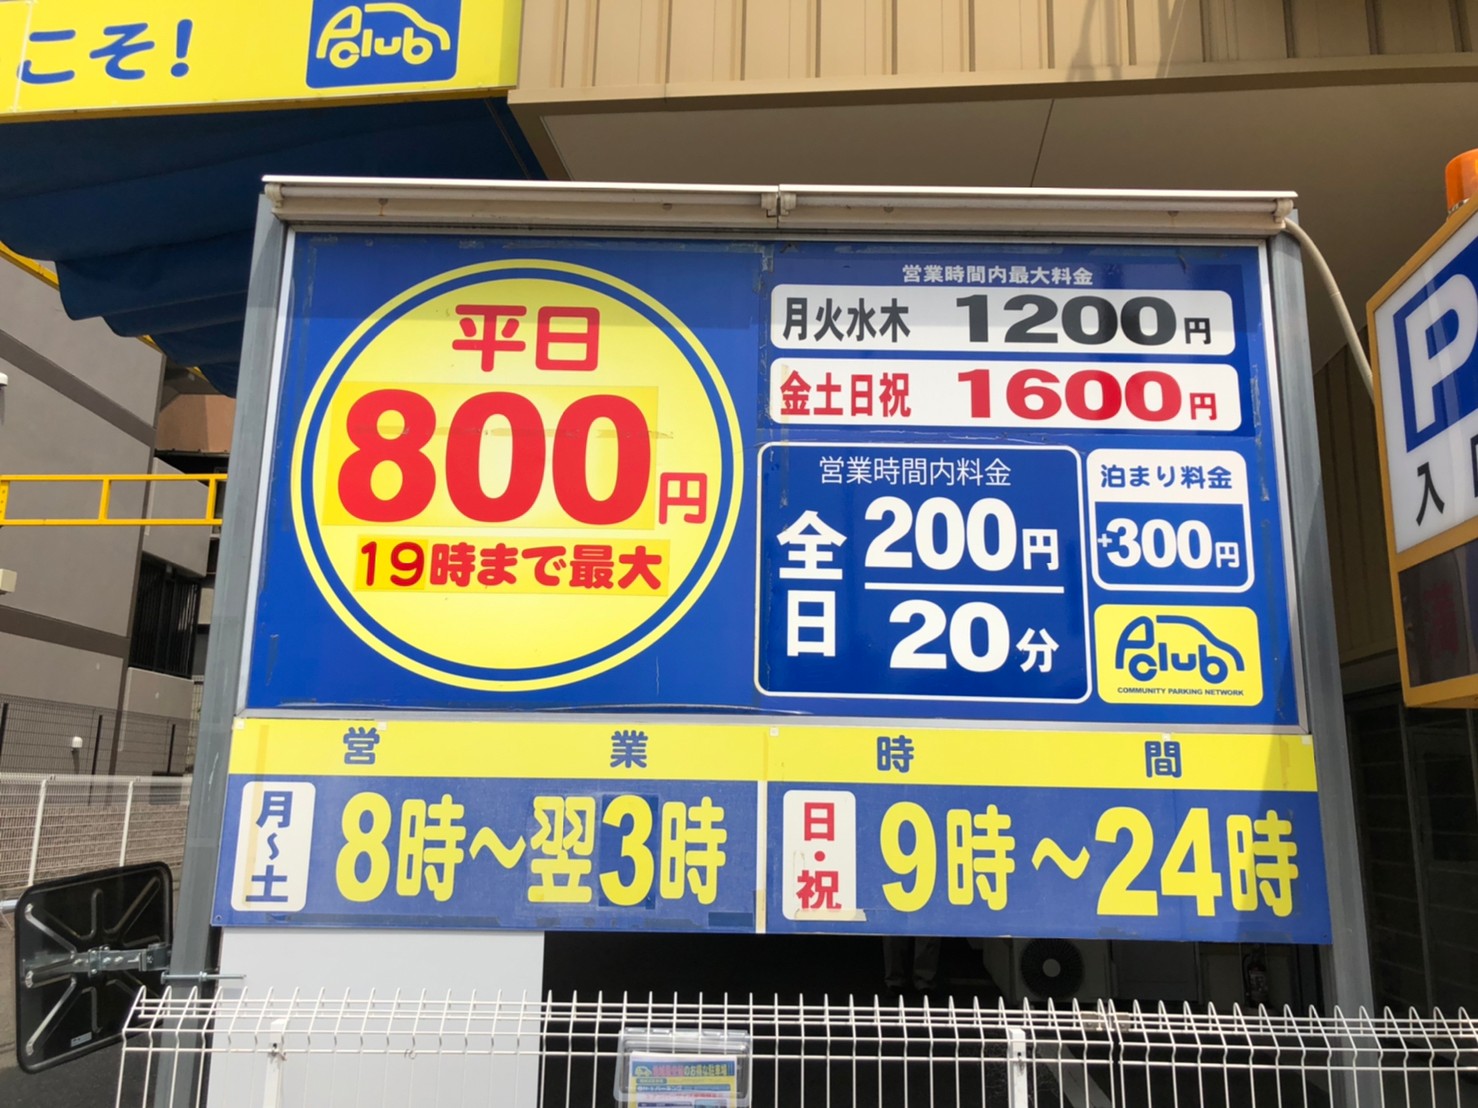 こそ!
Pclub
平日
800円
19時まで最大
営業時間内最大料金
月火水木 1200円
金土日祝 1600円
営業時間内料金
全日 200円
20分
泊まり料金
+300円
Pclub
COMMUNITY PARKING NETWORK
P
入
営業時間
月〜土 8時〜翌3時
日・祝 9時〜24時